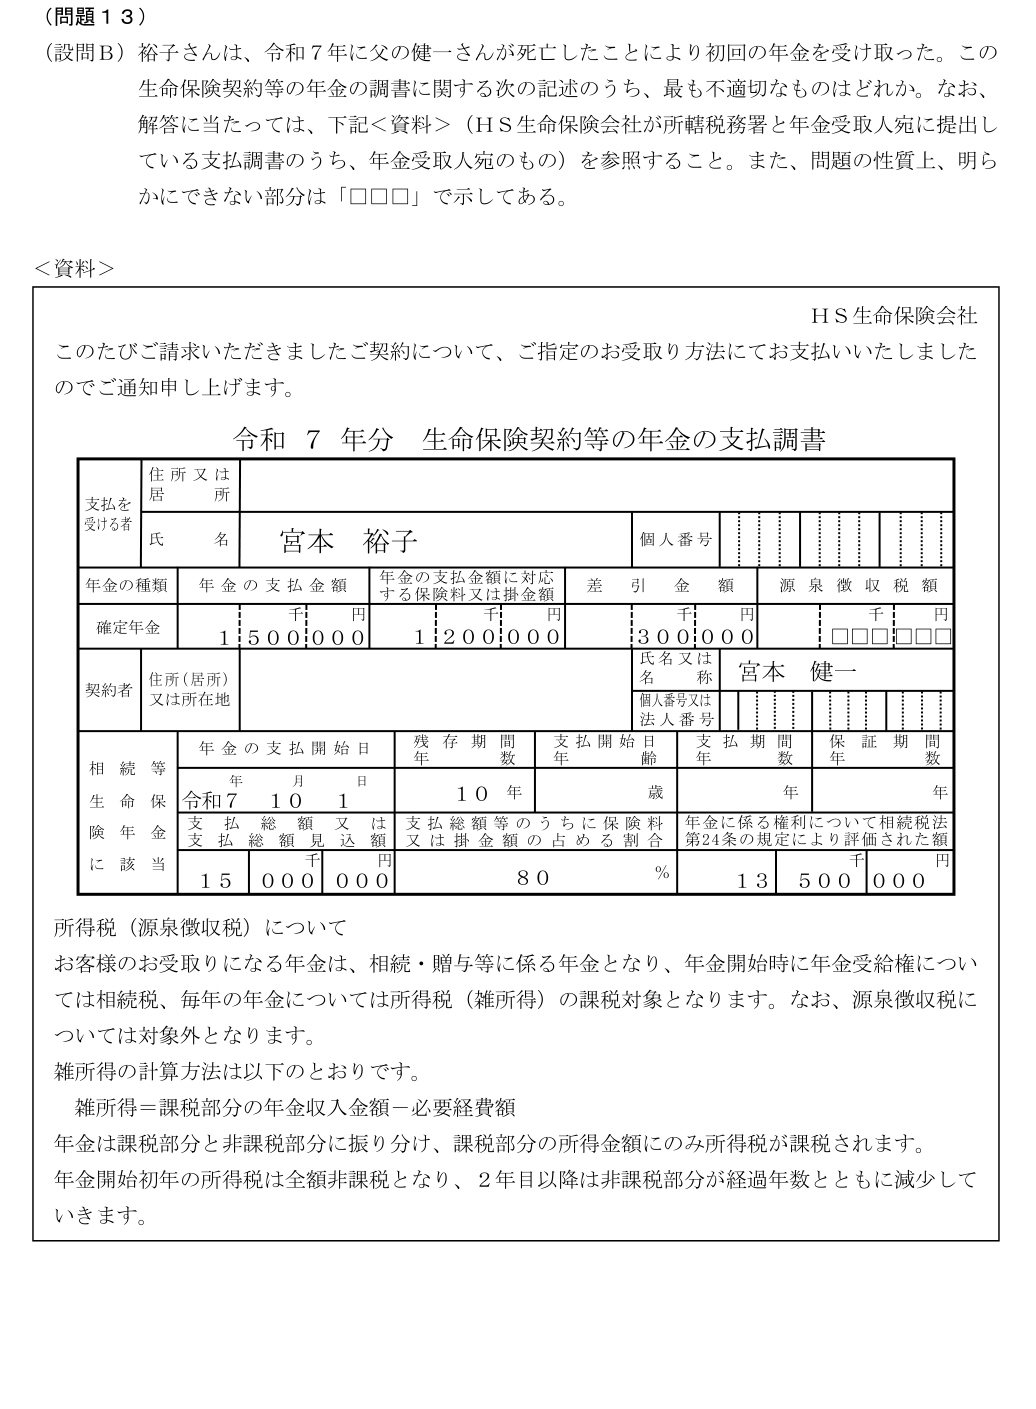 （問題１３）
（設問Ｂ）裕子さんは、令和７年に父の健一さんが死亡したことにより初回の年金を受け取った。この
生命保険契約等の年金の調書に関する次の記述のうち、最も不適切なものはどれか。なお、
解答に当たっては、下記＜資料＞（ＨＳ生命保険会社が所轄税務署と年金受取人宛に提出し
ている支払調書のうち、年金受取人宛のもの）を参照すること。また、問題の性質上、明ら
かにできない部分は「□□□」で示してある。
＜資料＞
ＨＳ生命保険会社
このたびご請求いただきましたご契約について、ご指定のお受取り方法にてお支払いいたしました
のでご通知申し上げます。
令和 ７ 年分　生命保険契約等の年金の支払調書
支払を
受ける者
住所又は
居所
氏名
宮本　裕子
個人番号
年金の種類
年金の支払金額
年金の支払金額に対応
する保険料又は掛金額
差引金額
源泉徴収税額
確定年金
千 円
1 500 000
千 円
1 200 000
千 円
300 000
千 円
□□□ □□□
契約者
住所（居所）
又は所在地
氏名又は
名称
宮本　健一
個人番号又は
法人番号
相続等
生命保
険年金
に該当
年金の支払開始日
残存期間
年数
支払開始日
年齢
支払期間
年数
保証期間
年数
年 月 日
令和７ １０ １
１０ 年
歳
年
年
支払総額又は
支払総額見込額
支払総額等のうちに保険料
又は掛金額の占める割合
年金に係る権利について相続税法
第24条の規定により評価された額
千 円
15 000 000
80 %
千 円
13 500 000
所得税（源泉徴収税）について
お客様のお受取りになる年金は、相続・贈与等に係る年金となり、年金開始時に年金受給権につい
ては相続税、毎年の年金については所得税（雑所得）の課税対象となります。なお、源泉徴収税に
ついては対象外となります。
雑所得の計算方法は以下のとおりです。
雑所得＝課税部分の年金収入金額－必要経費額
年金は課税部分と非課税部分に振り分け、課税部分の所得金額にのみ所得税が課税されます。
年金開始初年の所得税は全額非課税となり、２年目以降は非課税部分が経過年数とともに減少して
いきます。